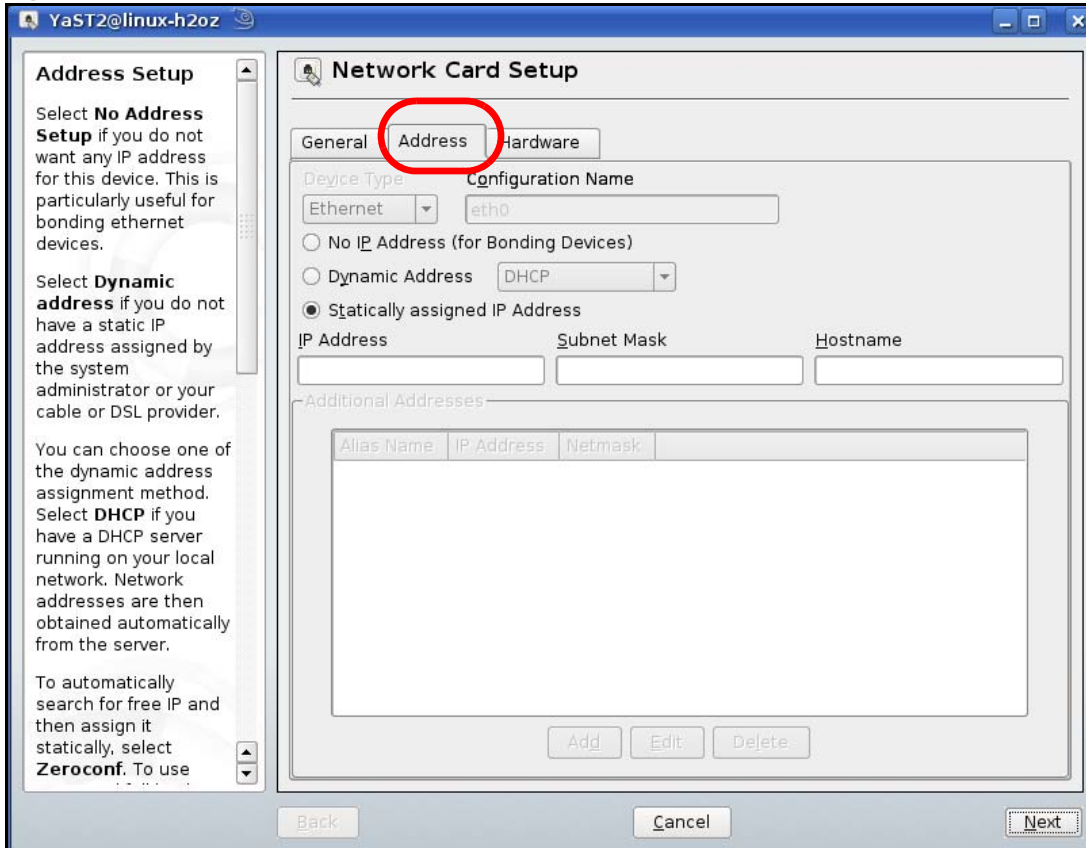 YaST2@linux-h2oz
Address Setup
Select No Address
Setup if you do not
want any IP address
for this device. This is
particularly useful for
bonding ethernet
devices.
Select Dynamic
address if you do not
have a static IP
address assigned by
the system
administrator or your
cable or DSL provider.
You can choose one of
the dynamic address
assignment method.
Select DHCP if you
have a DHCP server
running on your local
network. Network
addresses are then
obtained automatically
from the server.
To automatically
search for free IP and
then assign it
statically, select
Zeroconf. To use
Network Card Setup
General Address Hardware
Device Type Configuration Name
Ethernet eth0
No IP Address (for Bonding Devices)
Dynamic Address DHCP
Statically assigned IP Address
IP Address Subnet Mask Hostname
Additional Addresses
Alias Name IP Address Netmask
Add Edit Delete
Back Cancel Next